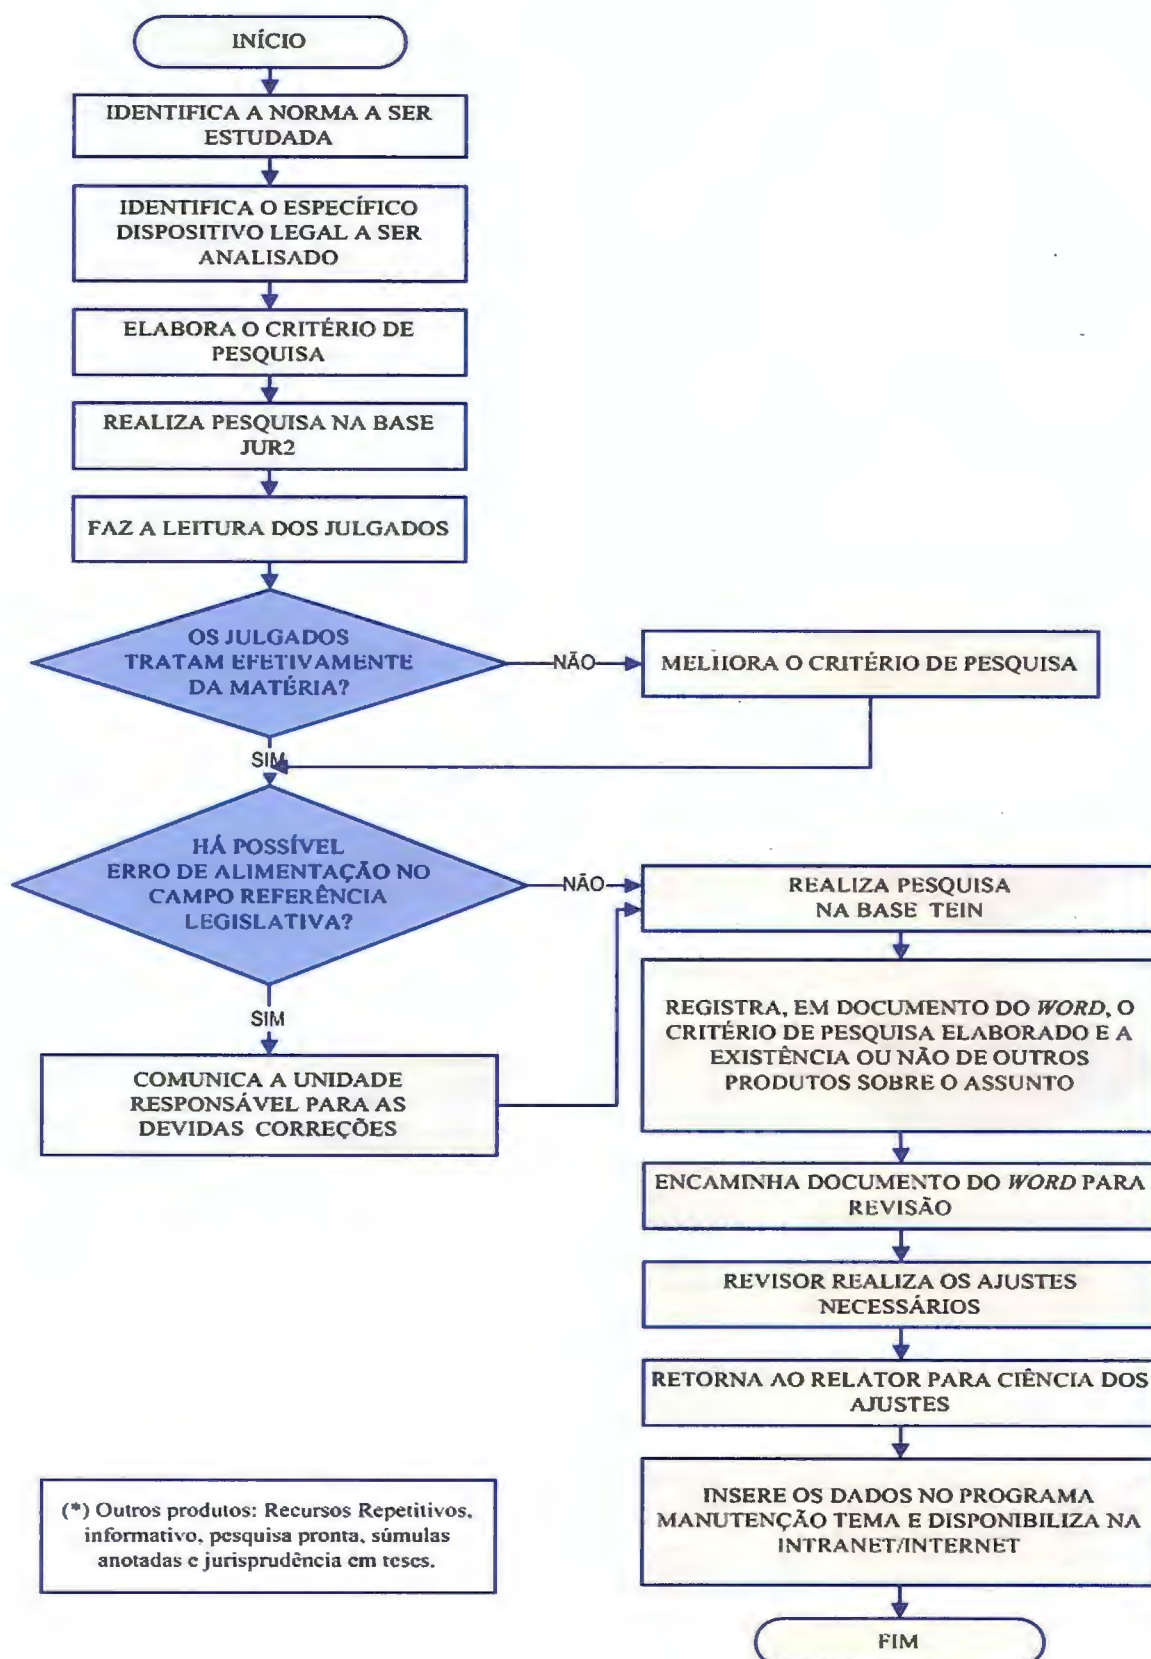 INÍCIO
IDENTIFICA A NORMA A SER
ESTUDADA
IDENTIFICA O ESPECÍFICO
DISPOSITIVO LEGAL A SER
ANALISADO
ELABORA O CRITÉRIO DE
PESQUISA
REALIZA PESQUISA NA BASE
JUR2
FAZ A LEITURA DOS JULGADOS
OS JULGADOS
TRATAM EFETIVAMENTE
DA MATÉRIA?
NÃO
MELHORA O CRITÉRIO DE PESQUISA
SIM
HÁ POSSÍVEL
ERRO DE ALIMENTAÇÃO NO
CAMPO REFERÊNCIA
LEGISLATIVA?
NÃO
REALIZA PESQUISA
NA BASE TEIN
SIM
COMUNICA A UNIDADE
RESPONSÁVEL PARA AS
DEVIDAS CORREÇÕES
REGISTRA, EM DOCUMENTO DO WORD, O
CRITÉRIO DE PESQUISA ELABORADO E A
EXISTÊNCIA OU NÃO DE OUTROS
PRODUTOS SOBRE O ASSUNTO
ENCAMINHA DOCUMENTO DO WORD PARA
REVISÃO
REVISOR REALIZA OS AJUSTES
NECESSÁRIOS
RETORNA AO RELATOR PARA CIÊNCIA DOS
AJUSTES
INSERE OS DADOS NO PROGRAMA
MANUTENÇÃO TEMA E DISPONIBILIZA NA
INTRANET/INTERNET
FIM
(*) Outros produtos: Recursos Repetitivos,
informativo, pesquisa pronta, súmulas
anotadas e jurisprudência em teses.